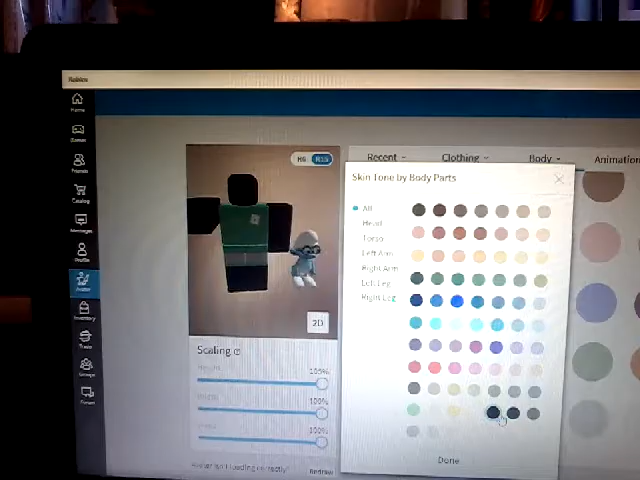 Roblox
Home
Games
Friends
Catalog
Messages
Profile
Avatar
Inventory
Trade
Groups
Forum
R6 R15
2D
Scaling
Height
100%
Width
100%
100%
Redraw
Recent
Clothing
Body
Animation
Skin Tone by Body Parts
All
Head
Torso
Left Arm
Right Arm
Left Leg
Right Leg
Done